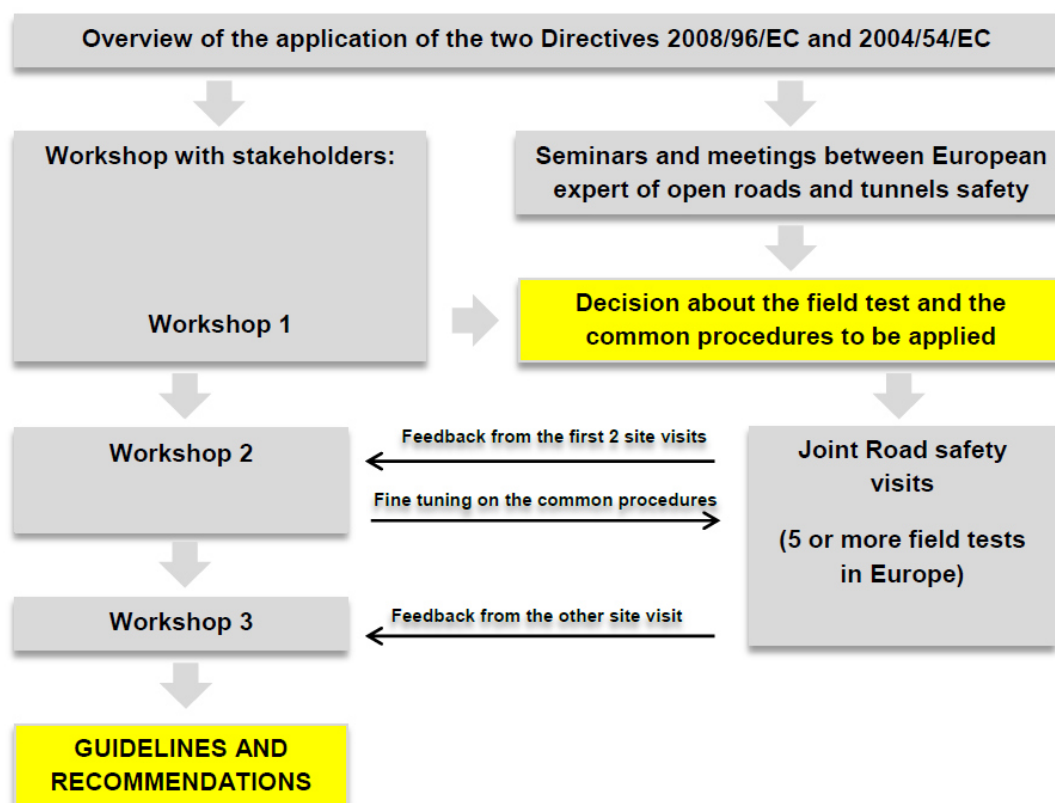 Overview of the application of the two Directives 2008/96/EC and 2004/54/EC
Workshop with stakeholders:
Workshop 1
Seminars and meetings between European
expert of open roads and tunnels safety
Decision about the field test and the
common procedures to be applied
Workshop 2
Feedback from the first 2 site visits
Fine tuning on the common procedures
Joint Road safety
visits
(5 or more field tests
in Europe)
Workshop 3
Feedback from the other site visit
GUIDELINES AND
RECOMMENDATIONS